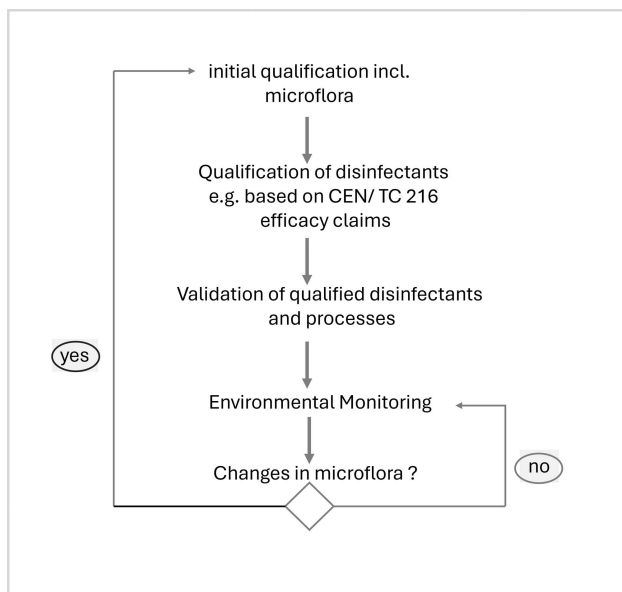 initial qualification incl.
microflora
Qualification of disinfectants
e.g. based on CEN/ TC 216
efficacy claims
Validation of qualified disinfectants
and processes
yes
Environmental Monitoring
Changes in microflora ?
no